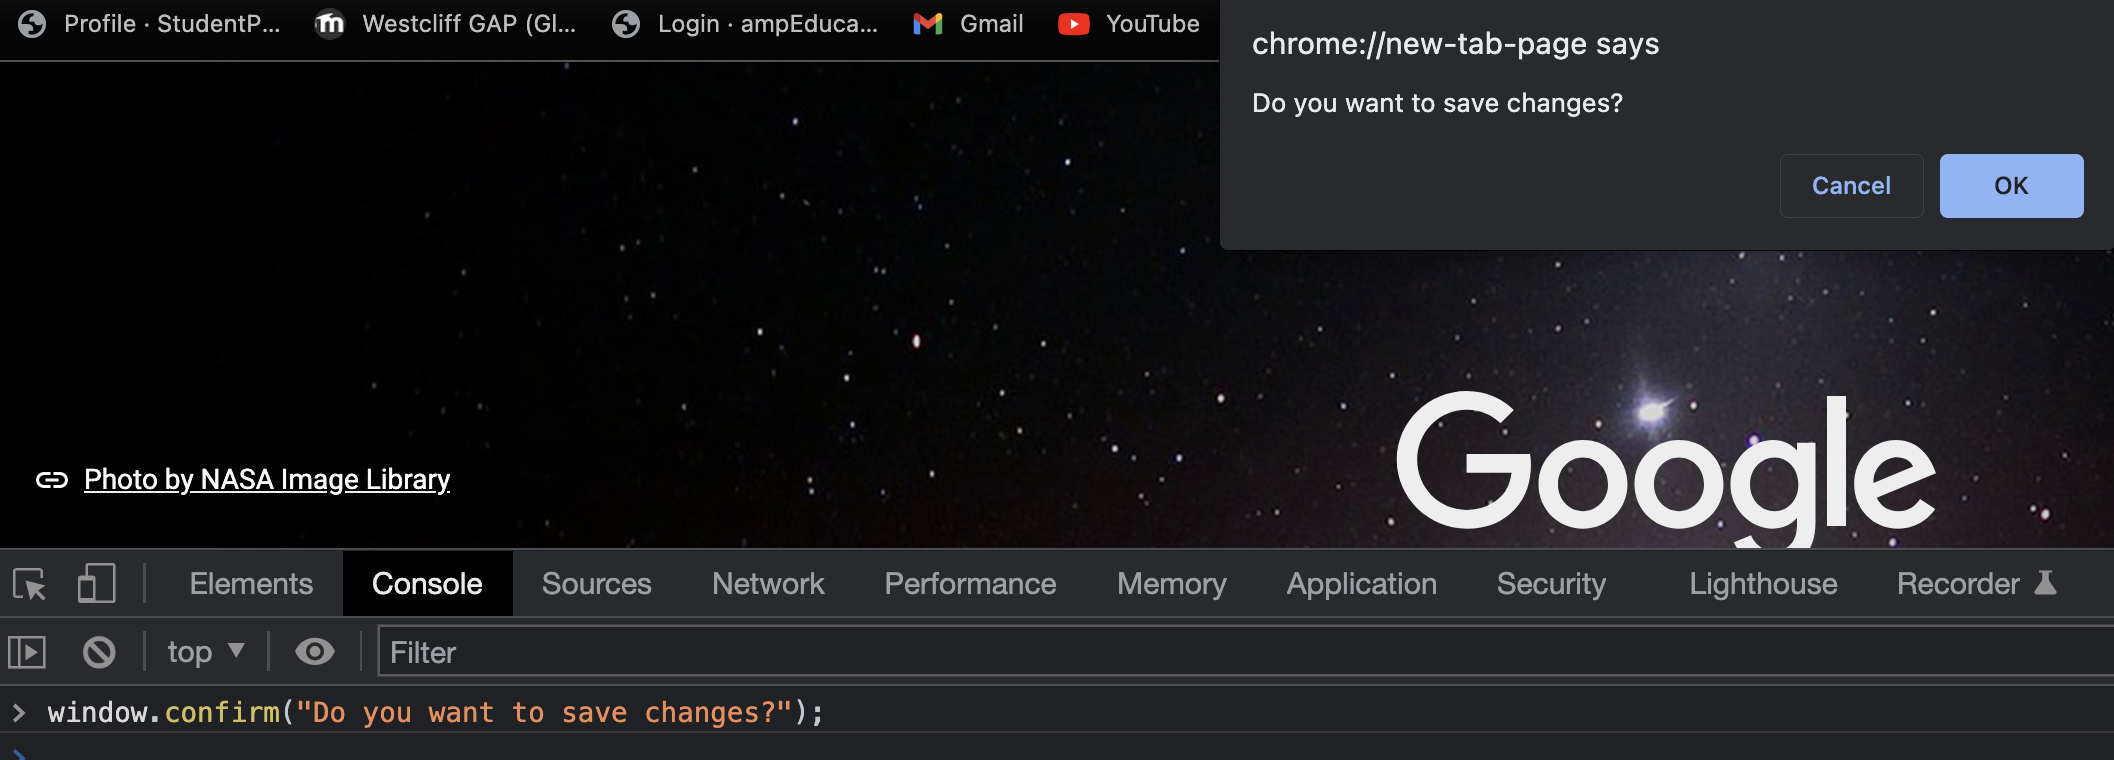 Profile · StudentP... Westcliff GAP (Gl... Login · ampEduca... Gmail YouTube
chrome://new-tab-page says
Do you want to save changes?
Cancel OK
Google
Photo by NASA Image Library
Elements Console Sources Network Performance Memory Application Security Lighthouse Recorder
top ▼ Filter
> window.confirm("Do you want to save changes?");
>